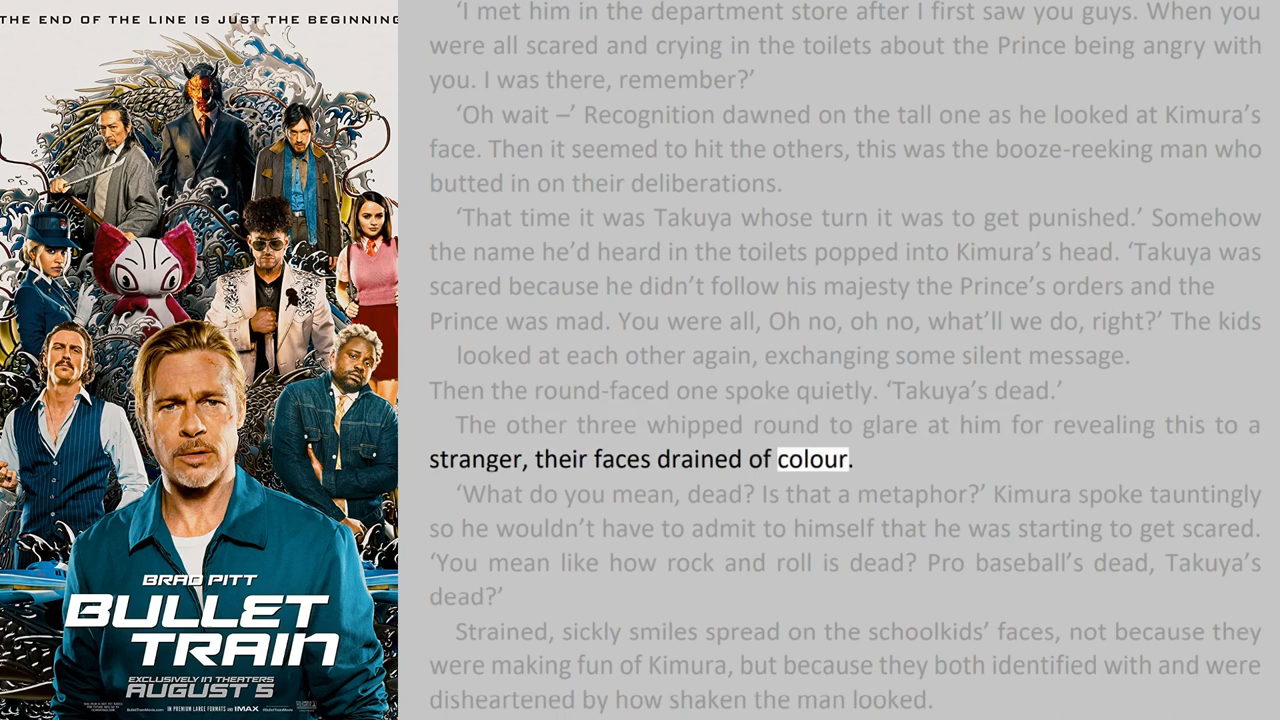 THE END OF THE LINE IS JUST THE BEGINNING
BRAD PITT
BULLET
TRAIN
EXCLUSIVELY IN THEATERS
AUGUST 5
IN PREMIUM LARGE FORMATS AND IMAX
‘I met him in the department store after I first saw you guys. When you
were all scared and crying in the toilets about the Prince being angry with
you. I was there, remember?’
‘Oh wait –’ Recognition dawned on the tall one as he looked at Kimura’s
face. Then it seemed to hit the others, this was the booze-reeking man who
butted in on their deliberations.
‘That time it was Takuya whose turn it was to get punished.’ Somehow
the name he’d heard in the toilets popped into Kimura’s head. ‘Takuya was
scared because he didn’t follow his majesty the Prince’s orders and the
Prince was mad. You were all, Oh no, oh no, what’ll we do, right?’ The kids
looked at each other again, exchanging some silent message.
Then the round-faced one spoke quietly. ‘Takuya’s dead.’
The other three whipped round to glare at him for revealing this to a
stranger, their faces drained of colour.
‘What do you mean, dead? Is that a metaphor?’ Kimura spoke tauntingly
so he wouldn’t have to admit to himself that he was starting to get scared.
‘You mean like how rock and roll is dead? Pro baseball’s dead, Takuya’s
dead?’
Strained, sickly smiles spread on the schoolkids’ faces, not because they
were making fun of Kimura, but because they both identified with and were
disheartened by how shaken he looked.